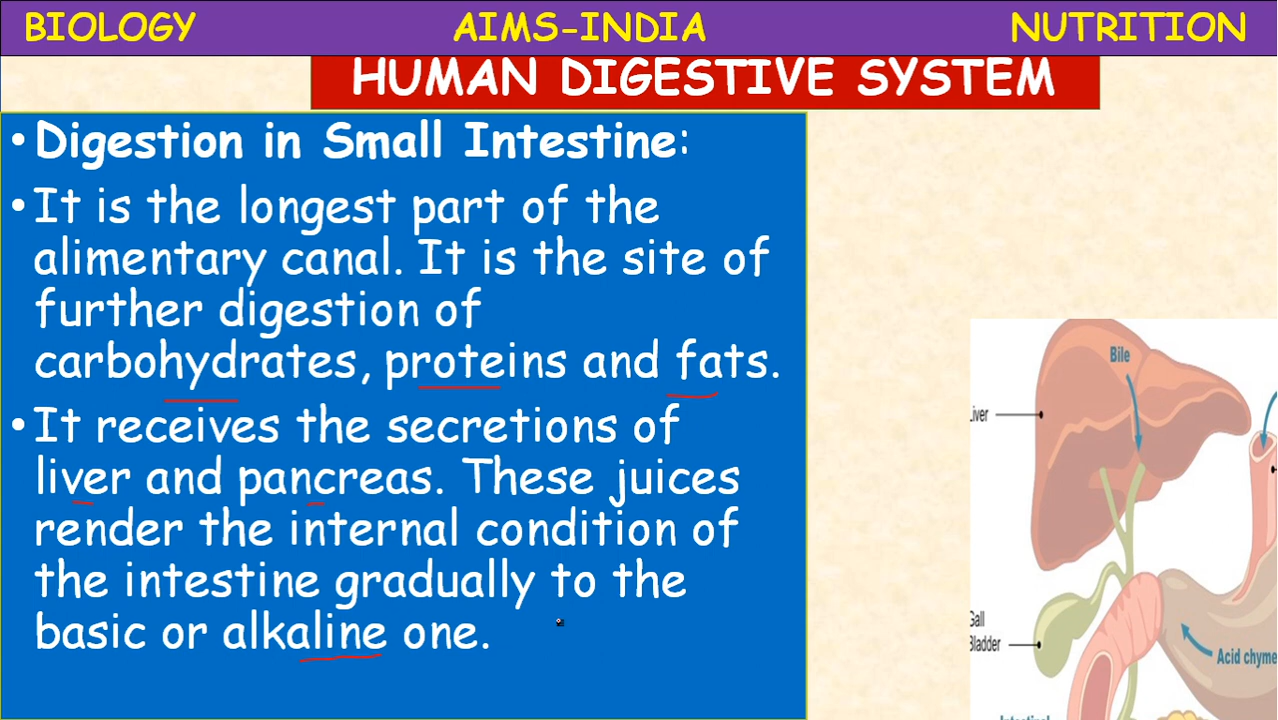 BIOLOGY AIMS-INDIA NUTRITION
HUMAN DIGESTIVE SYSTEM
• Digestion in Small Intestine:
• It is the longest part of the
alimentary canal. It is the site of
further digestion of
carbohydrates, proteins and fats.
• It receives the secretions of
liver and pancreas. These juices
render the internal condition of
the intestine gradually to the
basic or alkaline one.
Bile
Liver
Gall
Bladder
Acid chyme